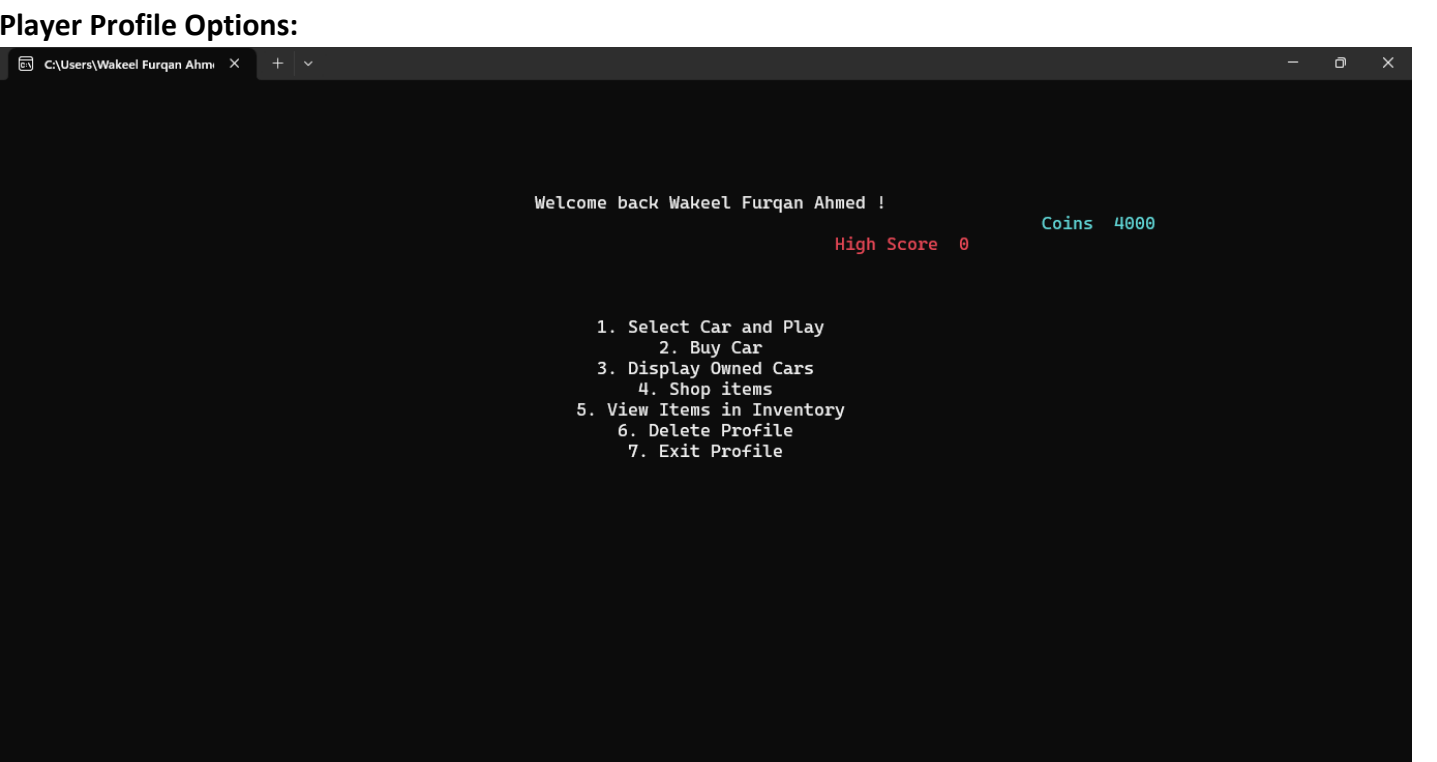 Player Profile Options:
C:\Users\Wakeel Furqan Ahm
Welcome back Wakeel Furqan Ahmed !
Coins 4000
High Score 0
1. Select Car and Play
2. Buy Car
3. Display Owned Cars
4. Shop items
5. View Items in Inventory
6. Delete Profile
7. Exit Profile